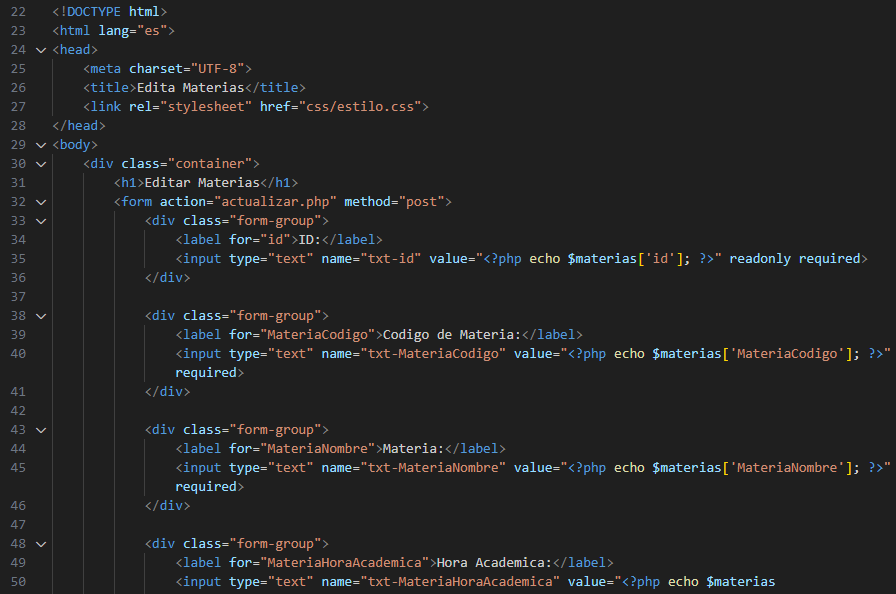 22 <!DOCTYPE html>
23 <html lang="es">
24 <head>
25 <meta charset="UTF-8">
26 <title>Edita Materias</title>
27 <link rel="stylesheet" href="css/estilo.css">
28 </head>
29 <body>
30 <div class="container">
31 <h1>Editar Materias</h1>
32 <form action="actualizar.php" method="post">
33 <div class="form-group">
34 <label for="id">ID:</label>
35 <input type="text" name="txt-id" value="<?php echo $materias['id']; ?>" readonly required>
36 </div>
37
38 <div class="form-group">
39 <label for="MateriaCodigo">Codigo de Materia:</label>
40 <input type="text" name="txt-MateriaCodigo" value="<?php echo $materias['MateriaCodigo']; ?>"
required>
41 </div>
42
43 <div class="form-group">
44 <label for="MateriaNombre">Materia:</label>
45 <input type="text" name="txt-MateriaNombre" value="<?php echo $materias['MateriaNombre']; ?>"
required>
46 </div>
47
48 <div class="form-group">
49 <label for="MateriaHoraAcademica">Hora Academica:</label>
50 <input type="text" name="txt-MateriaHoraAcademica" value="<?php echo $materias